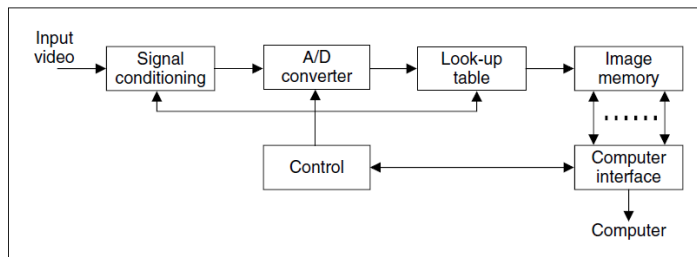 Input
video
Signal
conditioning
A/D
converter
Look-up
table
Image
memory
Control
Computer
interface
Computer